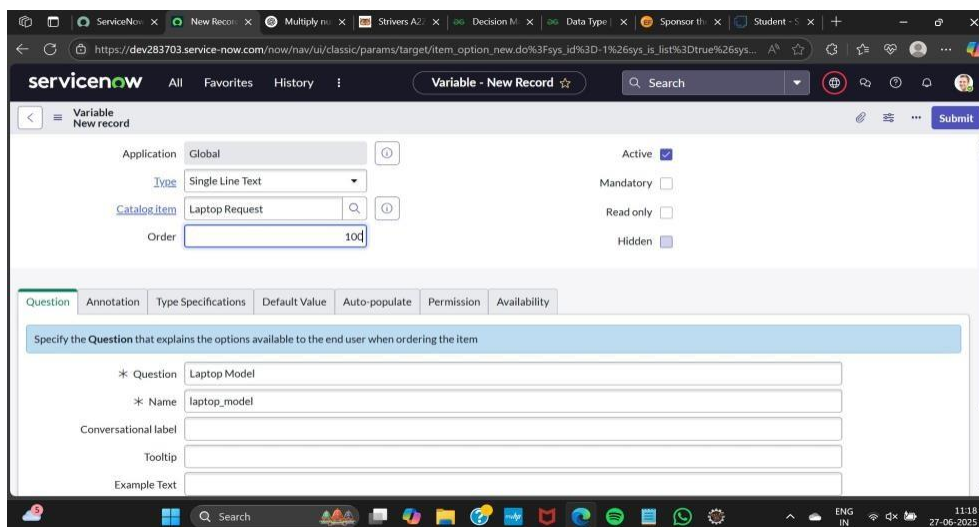 ServiceNow
New Recor
Multiply nu
Strivers A2
Decision M
Data Type
Sponsor th
Student - S
https://dev283703.service-now.com/now/nav/ui/classic/params/target/item_option_new.do%3Fsys_id%3D-1%26sys_is_list%3Dtrue%26sys...
servicenow All Favorites History Variable - New Record Search
Variable
New record
Submit
Application Global
Active
Type Single Line Text
Mandatory
Catalog item Laptop Request
Read only
Order 100
Hidden
Question Annotation Type Specifications Default Value Auto-populate Permission Availability
Specify the Question that explains the options available to the end user when ordering the item
* Question Laptop Model
* Name laptop_model
Conversational label
Tooltip
Example Text
Search
ENG
IN
11:18